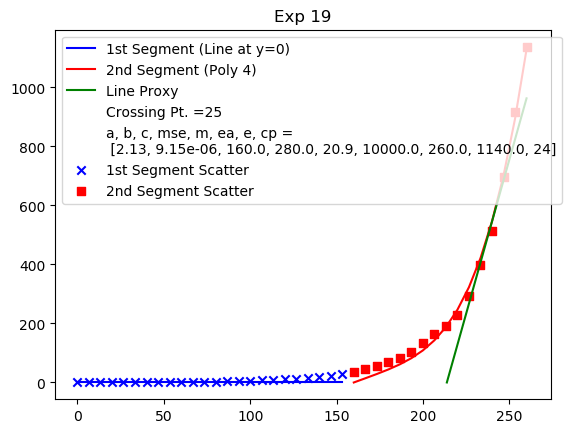 Exp 19
1st Segment (Line at y=0)
2nd Segment (Poly 4)
Line Proxy
Crossing Pt. =25
a, b, c, mse, m, ea, e, cp =
[2.13, 9.15e-06, 160.0, 280.0, 20.9, 10000.0, 260.0, 1140.0, 24]
1st Segment Scatter
2nd Segment Scatter
1000
800
600
400
200
0
0 50 100 150 200 250